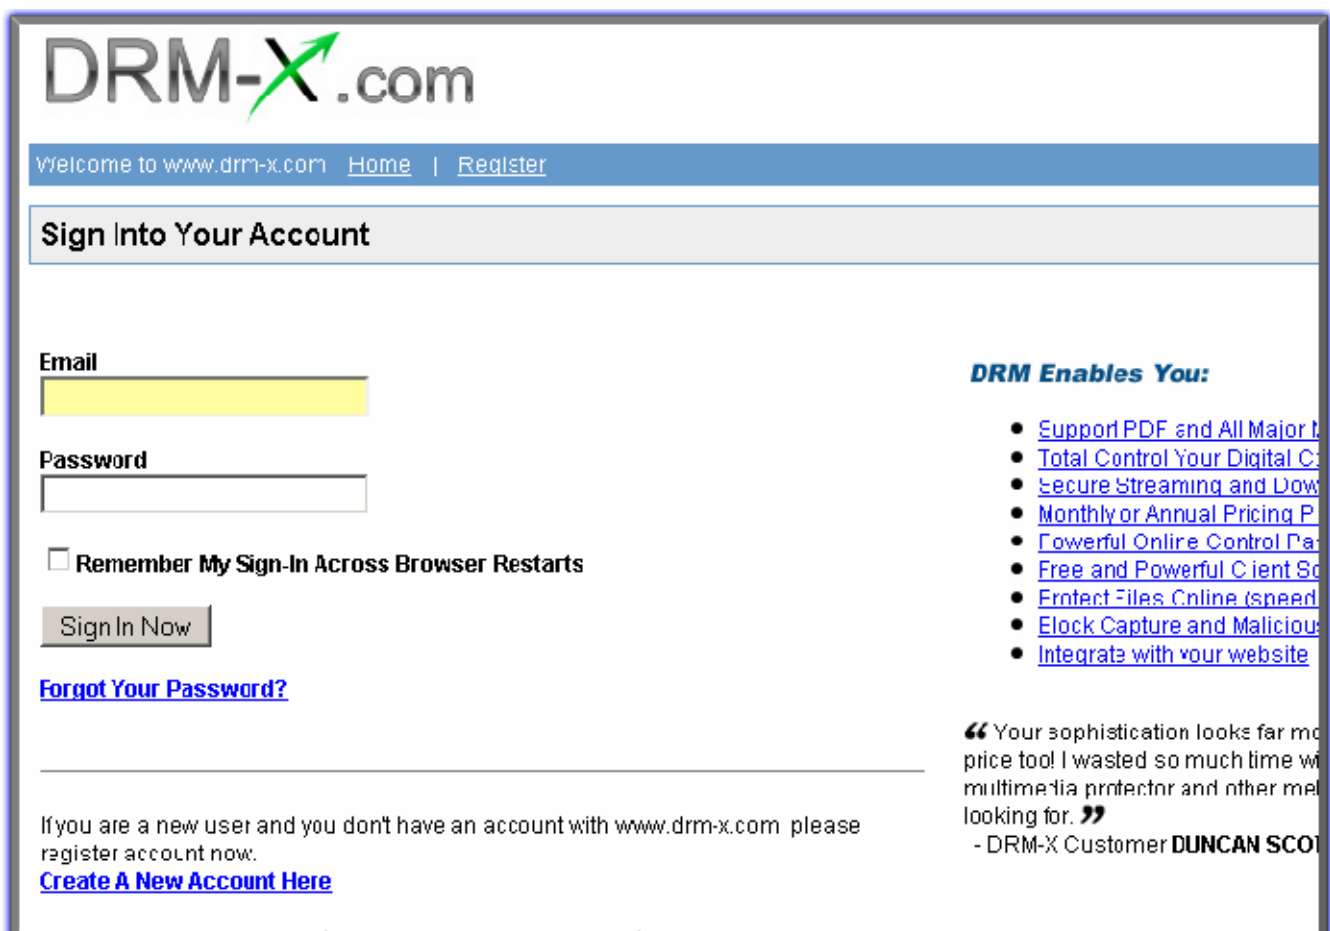 DRM-X.com
Welcome to www.drm-x.com Home | Register
Sign Into Your Account
Email
Password
Remember My Sign-In Across Browser Restarts
Sign In Now
Forgot Your Password?
If you are a new user and you don't have an account with www.drm-x.com please
register account now.
Create A New Account Here
DRM Enables You:
Support PDF and All Major
Total Control Your Digital
Secure Streaming and
Monthly or Annual Pricing
Powerful Online Control
Free and Powerful Client
Protect Files Online (speed
Block Capture and
Integrate with your website
“ Your sophistication looks far
price too! I wasted so much time
multimedia protector and other
looking for. ”
- DRM-X Customer DUNCAN